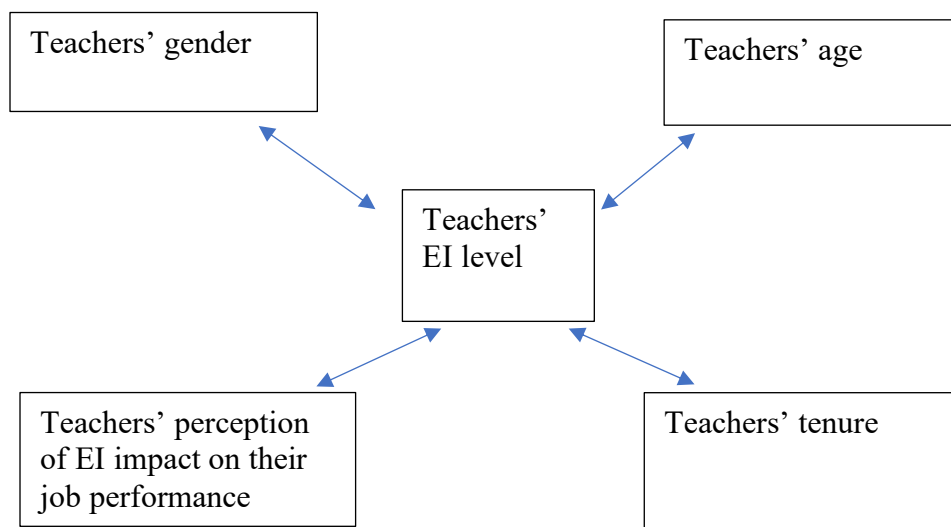 Teachers’ gender
Teachers’ age
Teachers’
EI level
Teachers’ perception
of EI impact on their
job performance
Teachers’ tenure